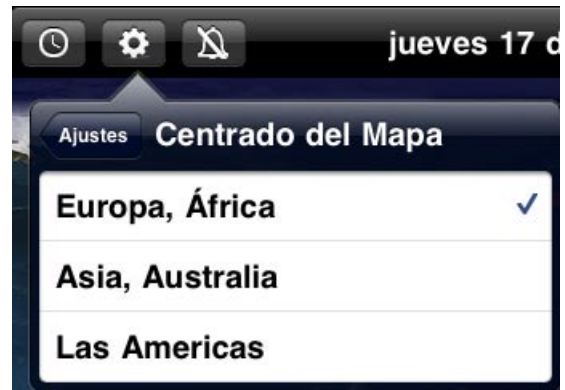 jueves 17 d
Ajustes Centrado del Mapa
Europa, África
Asia, Australia
Las Americas